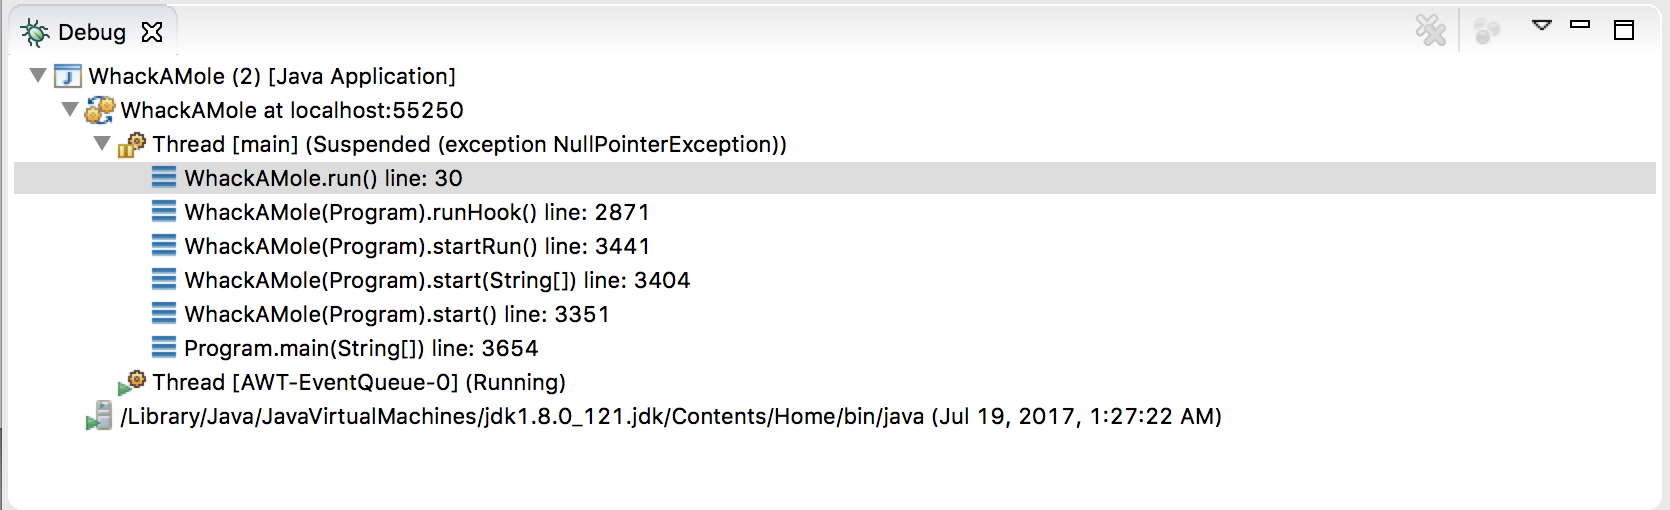 Debug
WhackAMole (2) [Java Application]
WhackAMole at localhost:55250
Thread [main] (Suspended (exception NullPointerException))
WhackAMole.run() line: 30
WhackAMole(Program).runHook() line: 2871
WhackAMole(Program).startRun() line: 3441
WhackAMole(Program).start(String[]) line: 3404
WhackAMole(Program).start() line: 3351
Program.main(String[]) line: 3654
Thread [AWT-EventQueue-0] (Running)
/Library/Java/JavaVirtualMachines/jdk1.8.0_121.jdk/Contents/Home/bin/java (Jul 19, 2017, 1:27:22 AM)